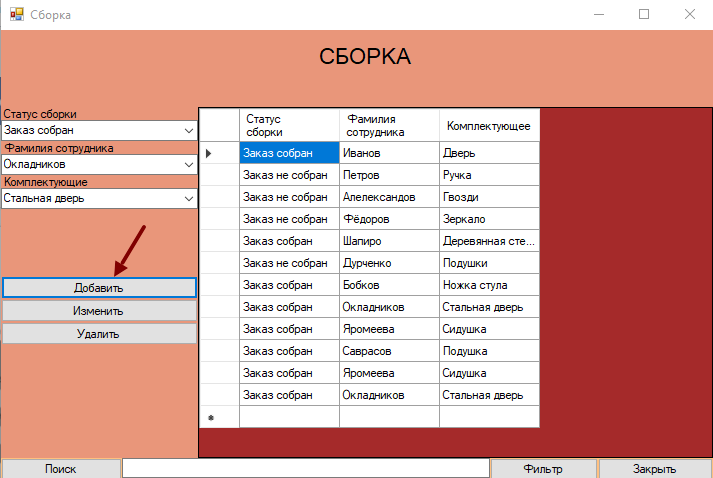 Сборка
СБОРКА
Статус сборки
Заказ собран
Фамилия сотрудника
Окладников
Комплектующие
Стальная дверь
Добавить
Изменить
Удалить
Статус сборки Фамилия сотрудника Комплектующее
Заказ собран Иванов Дверь
Заказ не собран Петров Ручка
Заказ не собран Апелександов Гвозди
Заказ не собран Фёдоров Зеркало
Заказ собран Шапиро Деревянная сте...
Заказ не собран Дурченко Подушки
Заказ собран Бобков Ножка стула
Заказ собран Окладников Стальная дверь
Заказ собран Яромеева Сидушка
Заказ собран Саврасов Подушка
Заказ собран Яромеева Сидушка
Заказ собран Окладников Стальная дверь
Поиск Фильтр Закрыть